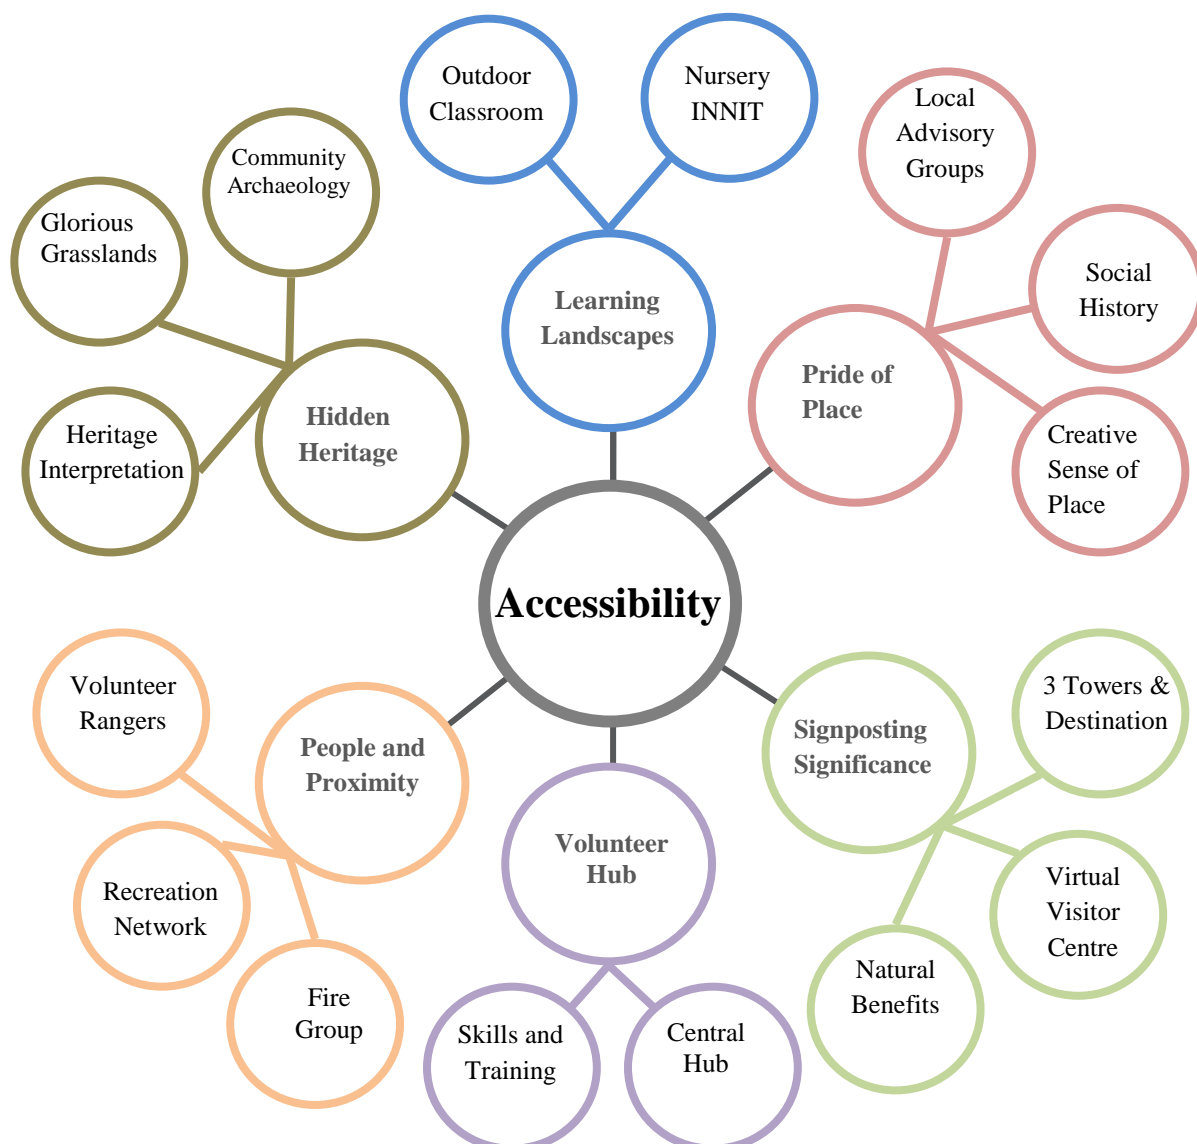 Outdoor
Classroom
Nursery
INNIT
Local
Advisory
Groups
Community
Archaeology
Glorious
Grasslands
Social
History
Learning
Landscapes
Pride of
Place
Hidden
Heritage
Heritage
Interpretation
Creative
Sense of
Place
Accessibility
Volunteer
Rangers
3 Towers &
Destination
People and
Proximity
Signposting
Significance
Volunteer
Hub
Recreation
Network
Virtual
Visitor
Centre
Fire
Group
Natural
Benefits
Skills and
Training
Central
Hub